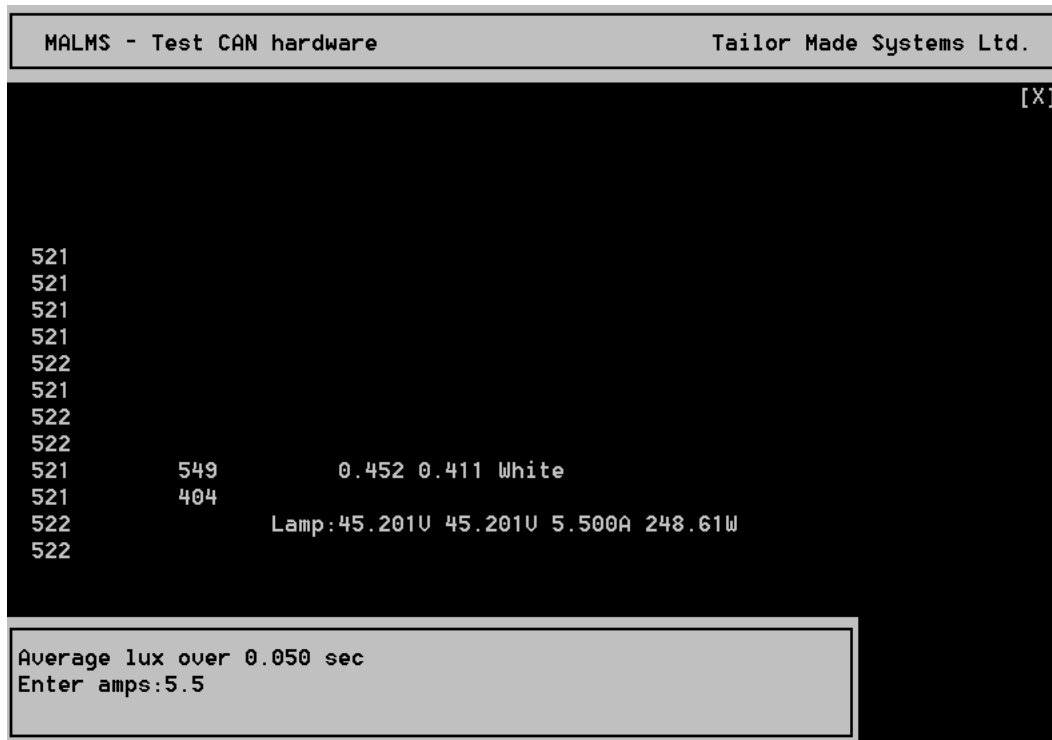 MALMS - Test CAN hardware Tailor Made Systems Ltd.
[X]
521
521
521
521
522
521
522
522
521 549 0.452 0.411 White
521 404
522 Lamp:45.201V 45.201V 5.500A 248.61W
522
Average lux over 0.050 sec
Enter amps:5.5